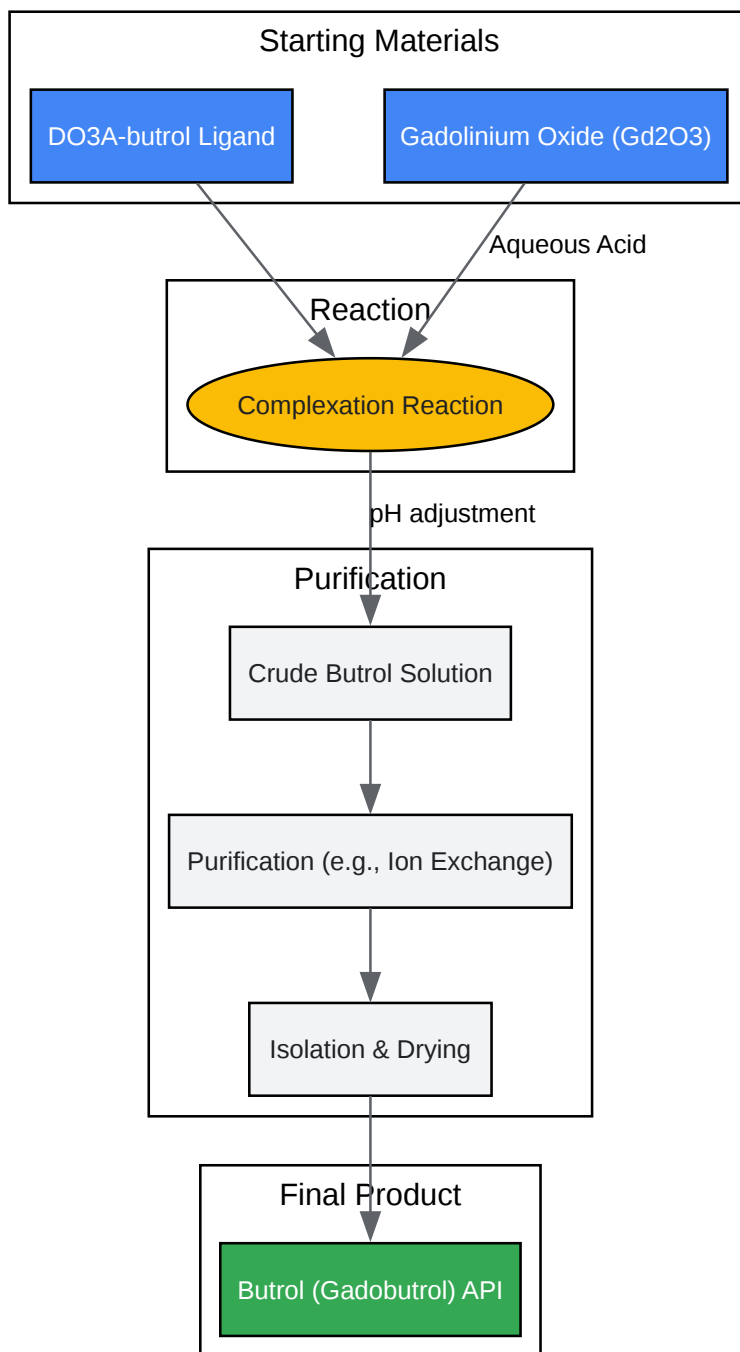 Starting Materials
DO3A-butrol Ligand
Gadolinium Oxide (Gd2O3)
Aqueous Acid
Reaction
Complexation Reaction
pH adjustment
Purification
Crude Butrol Solution
Purification (e.g., Ion Exchange)
Isolation & Drying
Final Product
Butrol (Gadobutrol) API